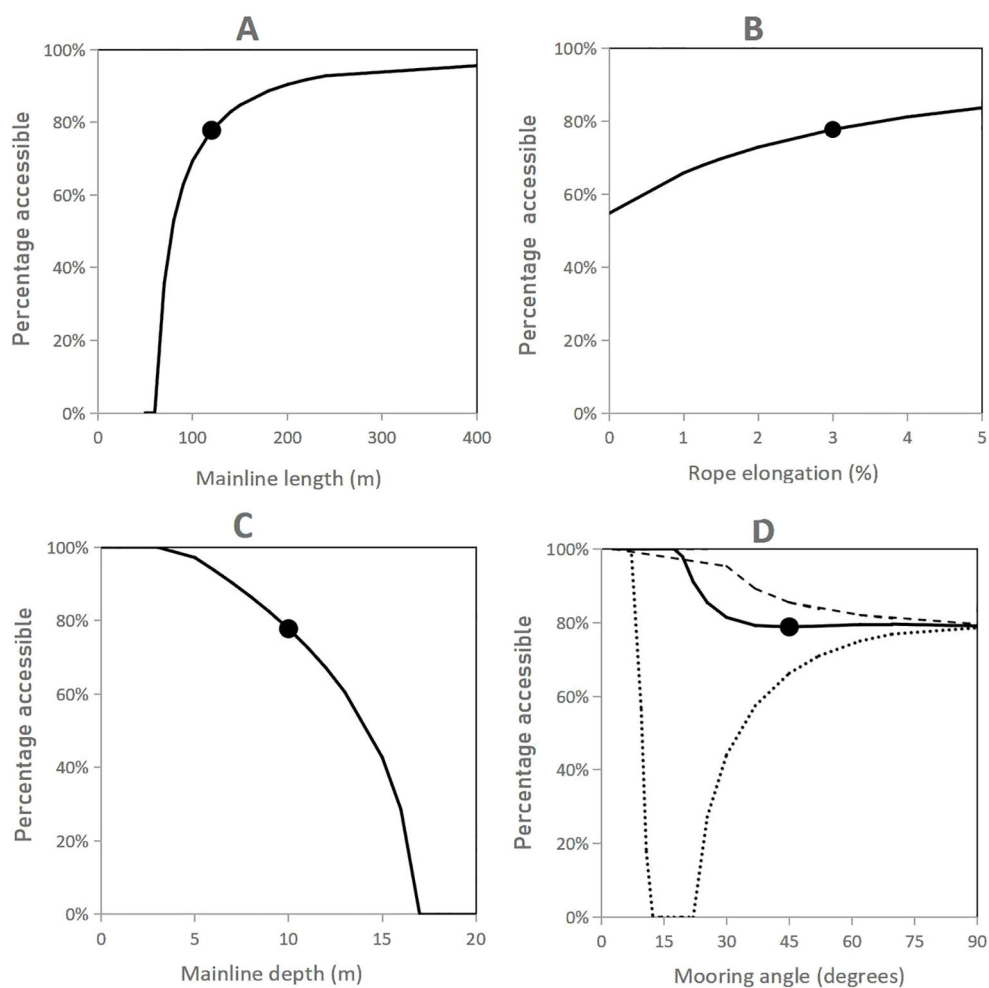 A
Percentage accessible
100%
80%
60%
40%
20%
0%
0 100 200 300 400
Mainline length (m)
B
Percentage accessible
100%
80%
60%
40%
20%
0%
0 1 2 3 4 5
Rope elongation (%)
C
Percentage accessible
100%
80%
60%
40%
20%
0%
0 5 10 15 20
Mainline depth (m)
D
Percentage accessible
100%
80%
60%
40%
20%
0%
0 15 30 45 60 75 90
Mooring angle (degrees)